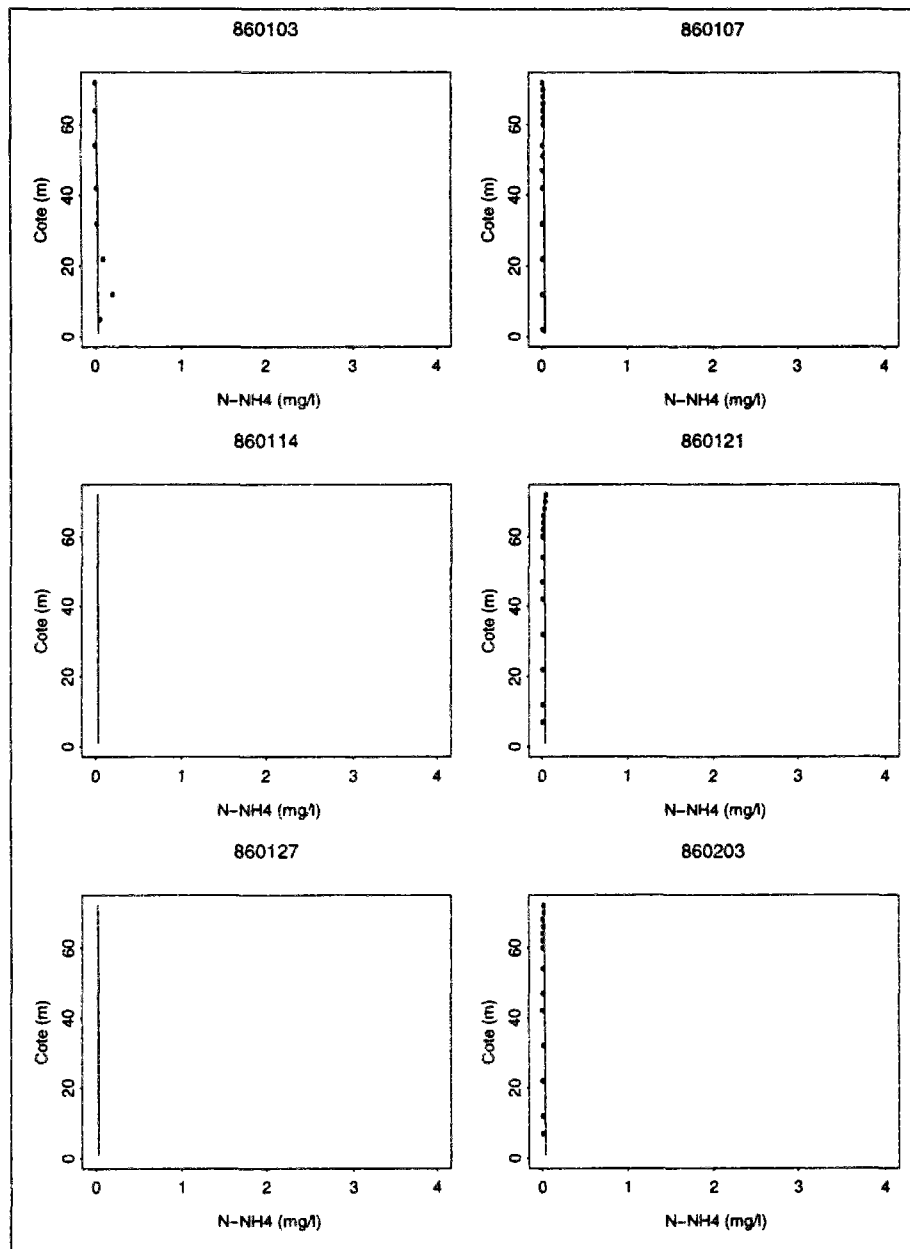 860103
860107
60
40
20
0
Cote (m)
0 1 2 3 4
N-NH4 (mg/l)
60
40
20
0
Cote (m)
0 1 2 3 4
N-NH4 (mg/l)
860114
860121
60
40
20
0
Cote (m)
0 1 2 3 4
N-NH4 (mg/l)
60
40
20
0
Cote (m)
0 1 2 3 4
N-NH4 (mg/l)
860127
860203
60
40
20
0
Cote (m)
0 1 2 3 4
N-NH4 (mg/l)
60
40
20
0
Cote (m)
0 1 2 3 4
N-NH4 (mg/l)